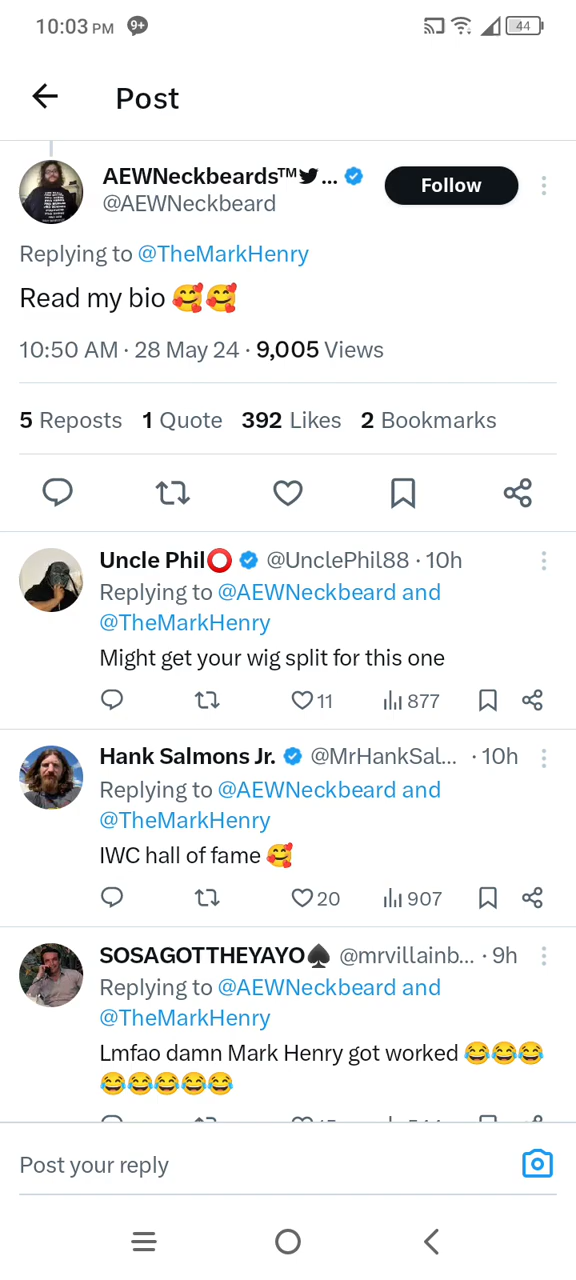 10:03 PM 9+ 44
Post
AEWNeckbeards™🐦... Follow
@AEWNeckbeard
Replying to @TheMarkHenry
Read my bio 🥰🥰
10:50 AM · 28 May 24 · 9,005 Views
5 Reposts 1 Quote 392 Likes 2 Bookmarks
Uncle Phil⭕ @UnclePhil88 · 10h
Replying to @AEWNeckbeard and
@TheMarkHenry
Might get your wig split for this one
11 877
Hank Salmons Jr. @MrHankSal... · 10h
Replying to @AEWNeckbeard and
@TheMarkHenry
IWC hall of fame 🥰
20 907
SOSAGOTTHEYAYO♠️ @mrvillainb... · 9h
Replying to @AEWNeckbeard and
@TheMarkHenry
Lmfao damn Mark Henry got worked 😂😂😂
😂😂😂😂😂
Post your reply